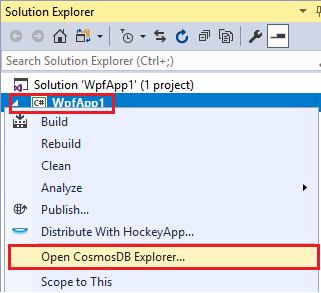 Solution Explorer
Search Solution Explorer (Ctrl+;)
Solution 'WpfApp1' (1 project)
C# WpfApp1
Build
Rebuild
Clean
Analyze
Publish...
Distribute With HockeyApp...
Open CosmosDB Explorer...
Scope to This